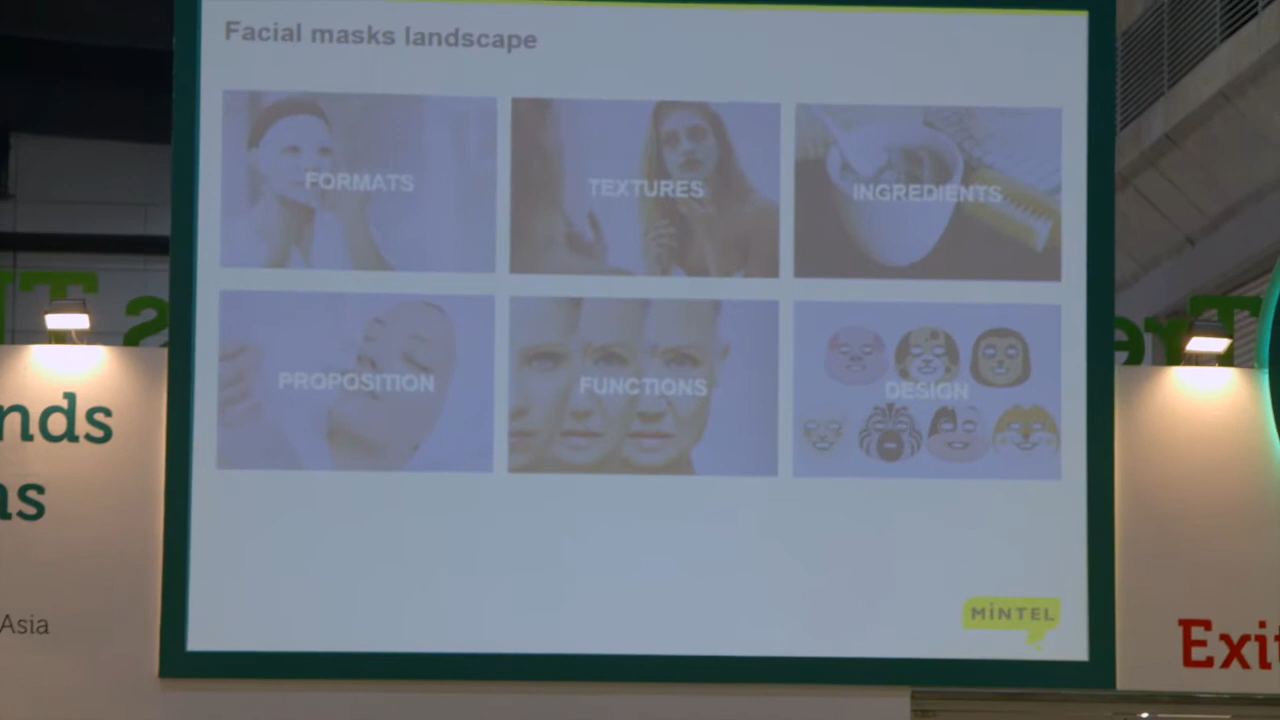 Facial masks landscape
FORMATS
TEXTURES
INGREDIENTS
PROPOSITION
FUNCTIONS
DESIGN
MiNTEL
nds
as
Asia
Exit